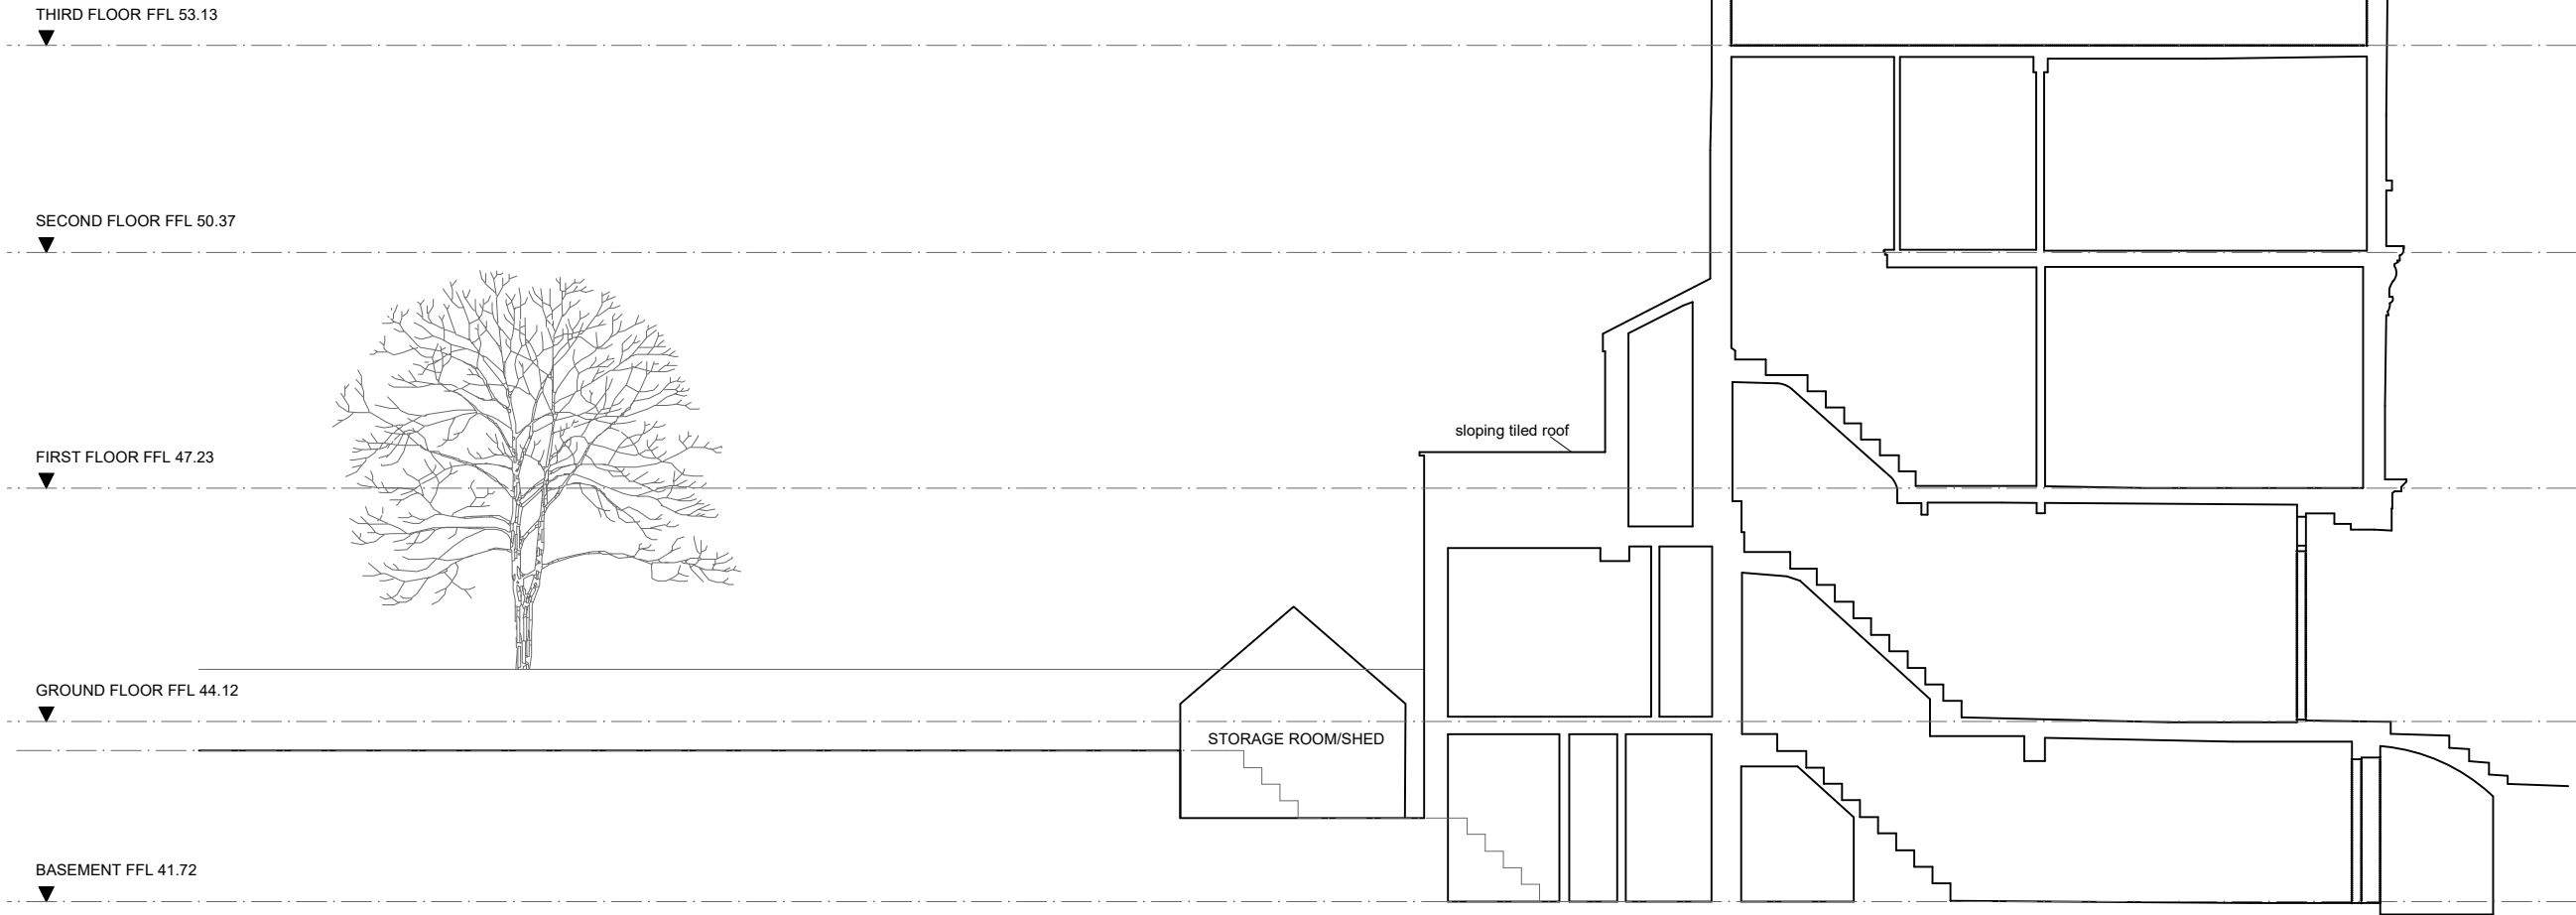 THIRD FLOOR FFL 53.13
SECOND FLOOR FFL 50.37
sloping tiled roof
FIRST FLOOR FFL 47.23
GROUND FLOOR FFL 44.12
STORAGE ROOM/SHED
BASEMENT FFL 41.72